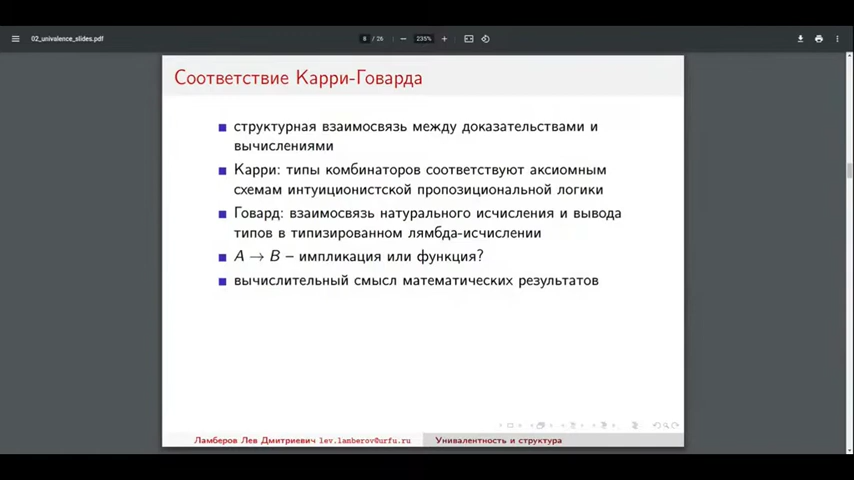 02_univalence_slides.pdf
8 / 26
235%
Соответствие Карри-Говарда
структурная взаимосвязь между доказательствами и
вычислениями
Карри: типы комбинаторов соответствуют аксиомным
схемам интуиционистской пропозициональной логики
Говард: взаимосвязь натурального исчисления и вывода
типов в типизированном лямбда-исчислении
A → B – импликация или функция?
вычислительный смысл математических результатов
Ламберов Лев Дмитриевич lev.lamberov@urfu.ru
Унивалентность и структура